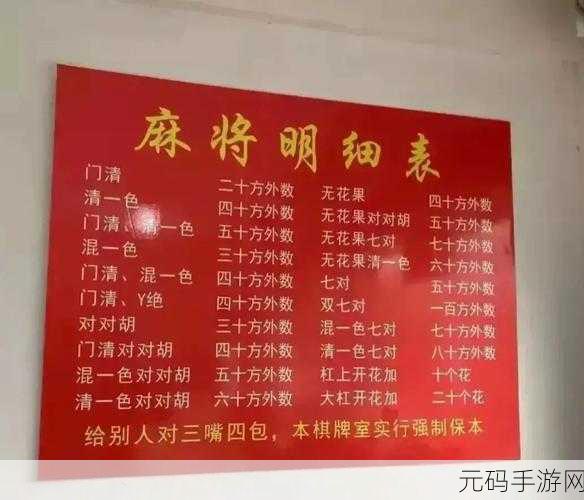 麻将明细表
门清 二十方外数 无花果 四十方外数
清一色 四十方外数 无花果对对胡 五十方外数
门清、清一色 五十方外数 无花果七对 七十方外数
混一色 三十方外数 无花果清一色 六十方外数
门清、混一色 四十方外数 七对 五十方外数
门清、Y绝 四十方外数 双七对 一百方外数
对对胡 三十方外数 混一色七对 七十方外数
门清对对胡 四十方外数 清一色七对 八十方外数
混一色对对胡 五十方外数 杠上开花加 十个花
清一色对对胡 六十方外数 大杠开花加 二十个花
给别人对三嘴四包，本棋牌室实行强制保本
元码手游网